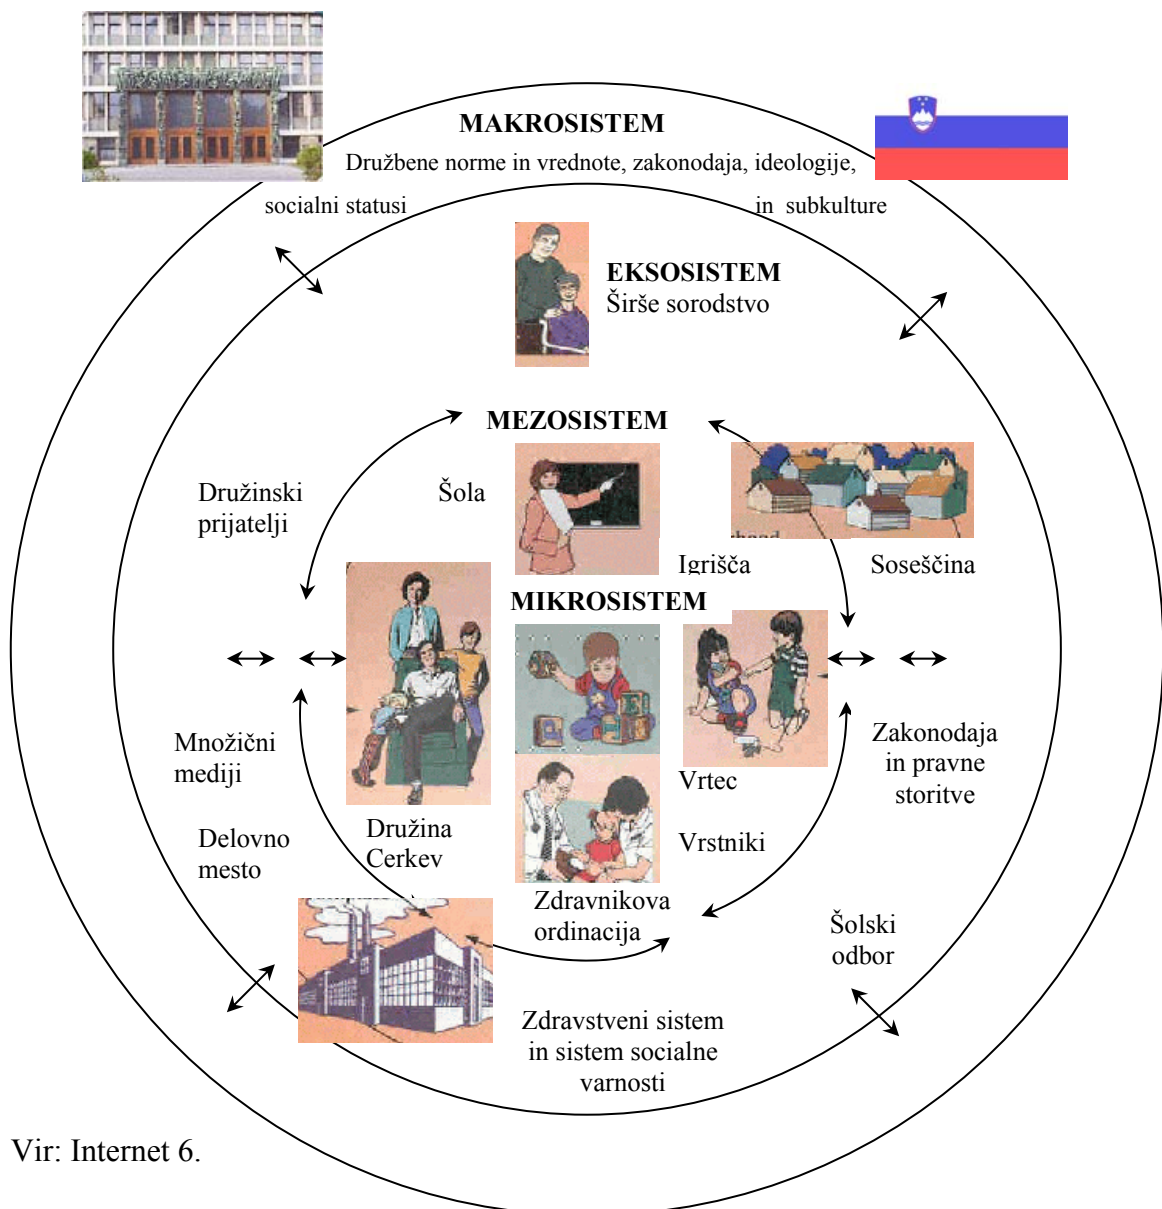 MAKROSISTEM
Družbene norme in vrednote, zakonodaja, ideologije,
socialni statusi
in subkulture
EKSOSISTEM
Širše sorodstvo
MEZOSISTEM
Družinski
prijatelji
Šola
Igrišča
Soseščina
MIKROSISTEM
Množični
mediji
Zakonodaja
in pravne
storitve
Vrtec
Delovno
mesto
Družina
Cerkev
Vrstniki
Zdravnikova
ordinacija
Šolski
odbor
Zdravstveni sistem
in sistem socialne
varnosti
Vir: Internet 6.